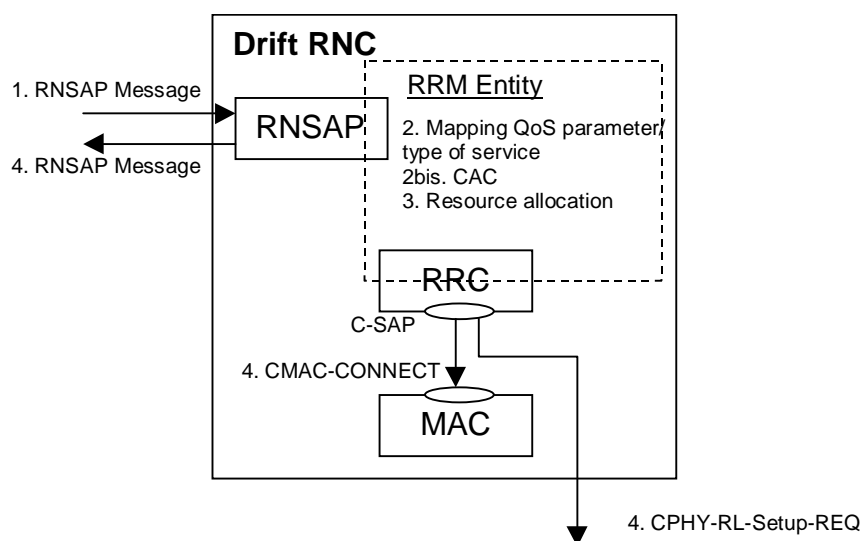 Drift RNC
1. RNSAP Message
RRM Entity
RNSAP
2. Mapping QoS parameter/
type of service
4. RNSAP Message
2bis. CAC
3. Resource allocation
RRC
C-SAP
4. CMAC-CONNECT
MAC
4. CPHY-RL-Setup-REQ